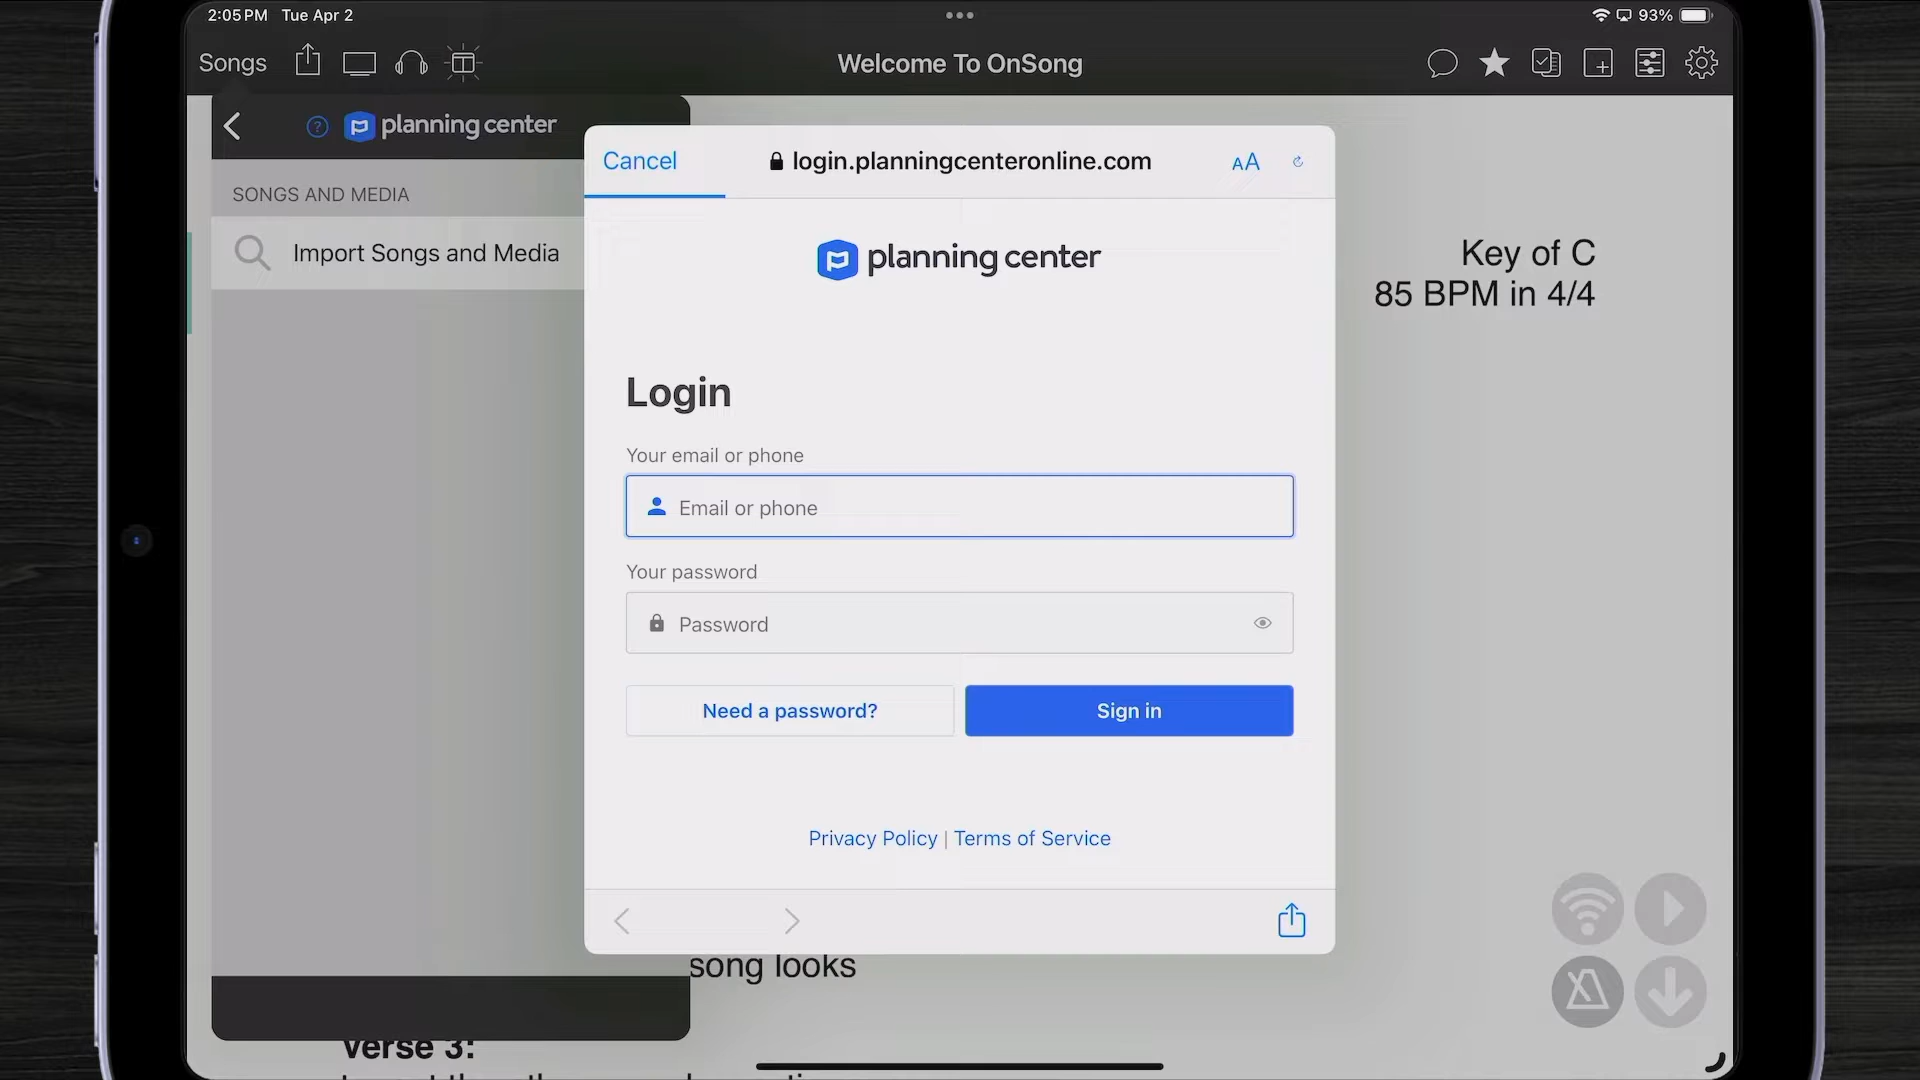 2:05 PM Tue Apr 2
93%
Songs
Welcome To OnSong
planning center
SONGS AND MEDIA
Import Songs and Media
Cancel
login.planningcenteronline.com
AA
planning center
Key of C
85 BPM in 4/4
Login
Your email or phone
Email or phone
Your password
Password
Need a password?
Sign in
Privacy Policy | Terms of Service
song looks
Verse 3: